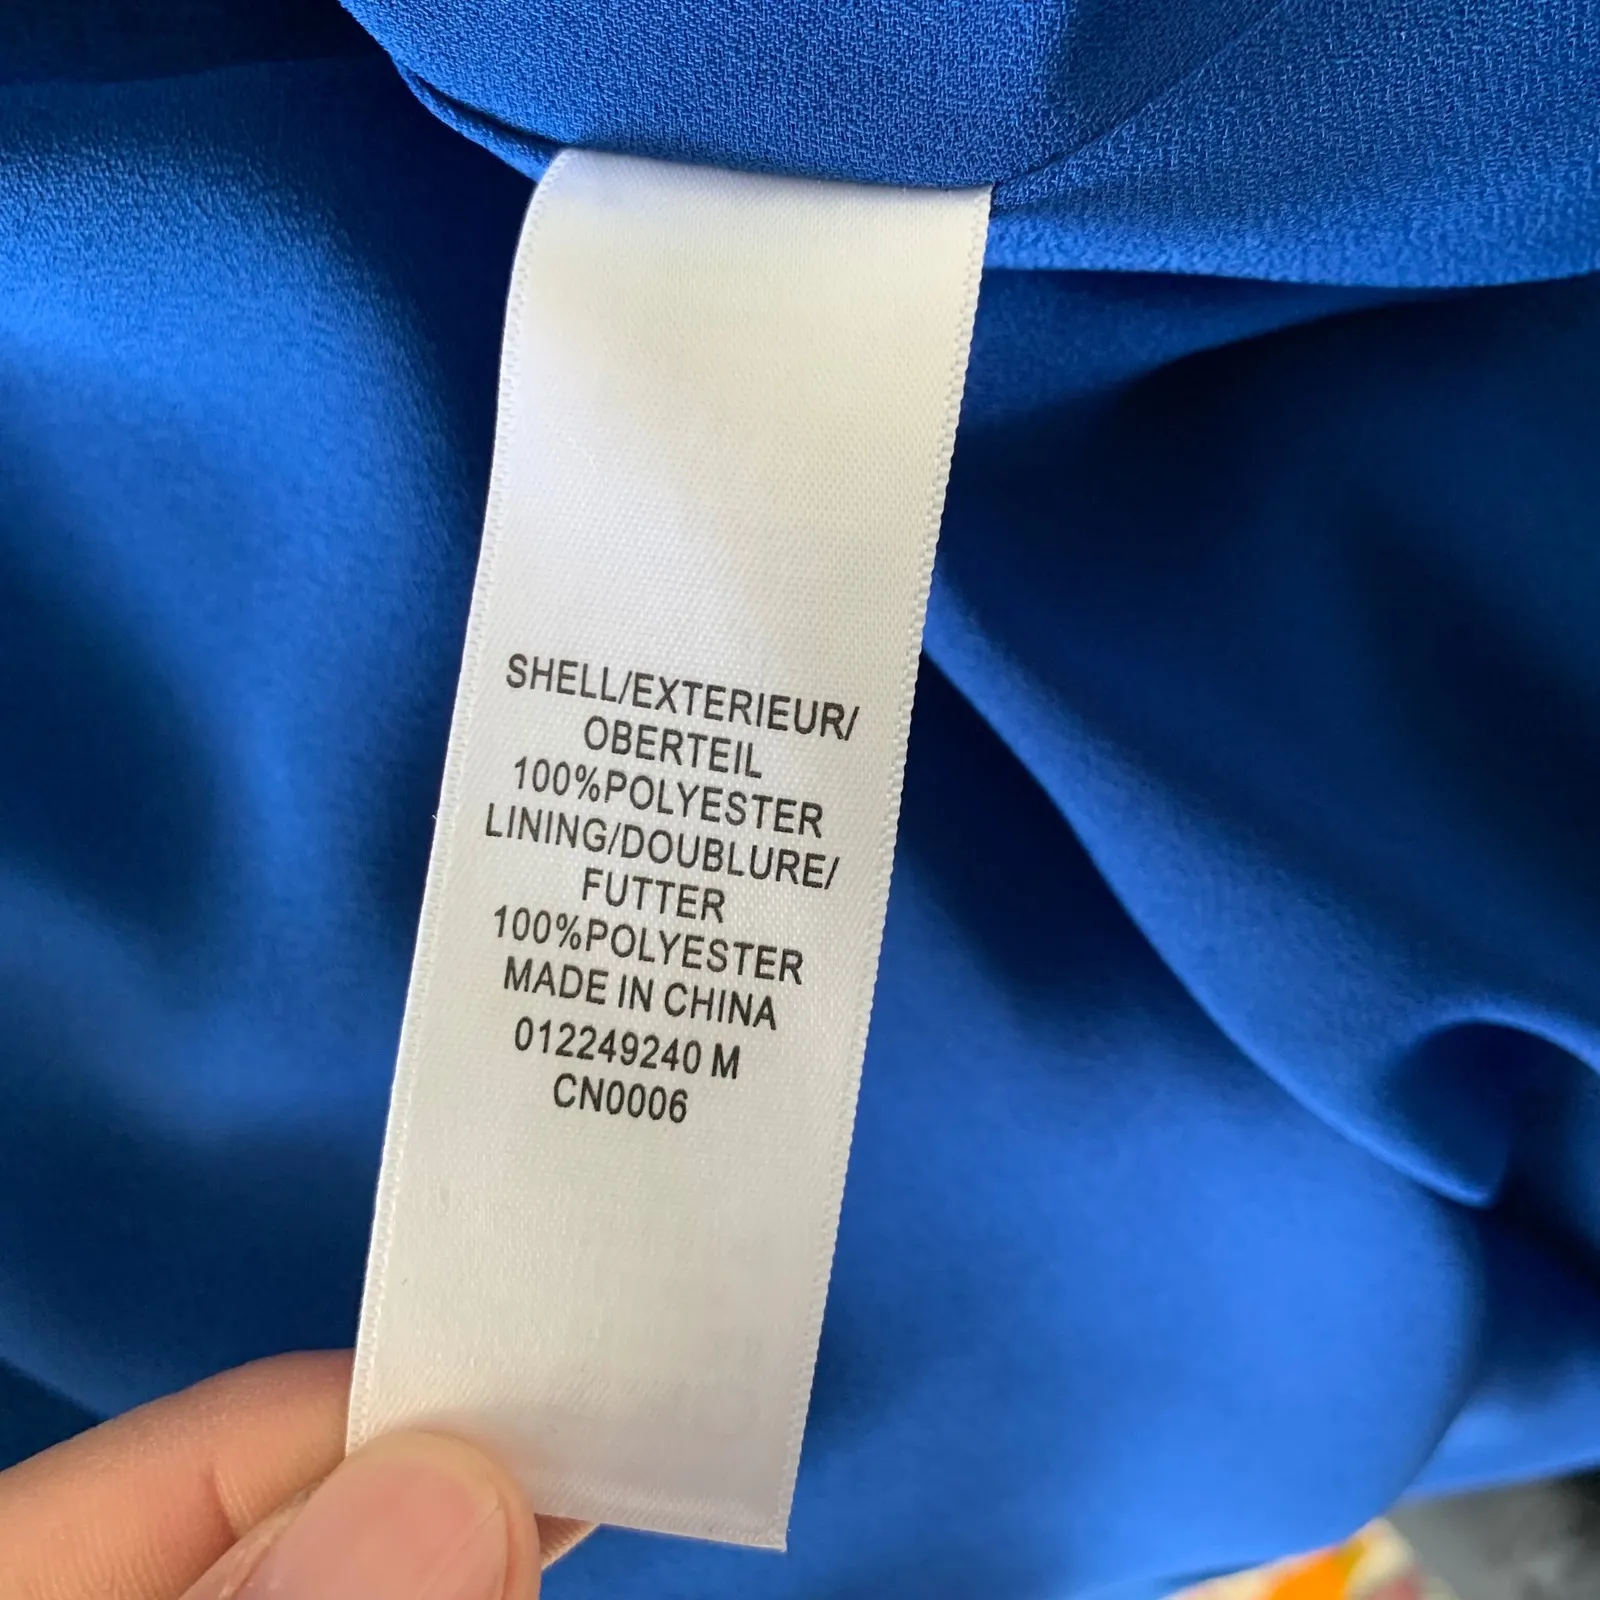 SHELL/EXTERIEUR/
OBERTEIL
100%POLYESTER
LINING/DOUBLURE/
FUTTER
100%POLYESTER
MADE IN CHINA
012249240 M
CN0006